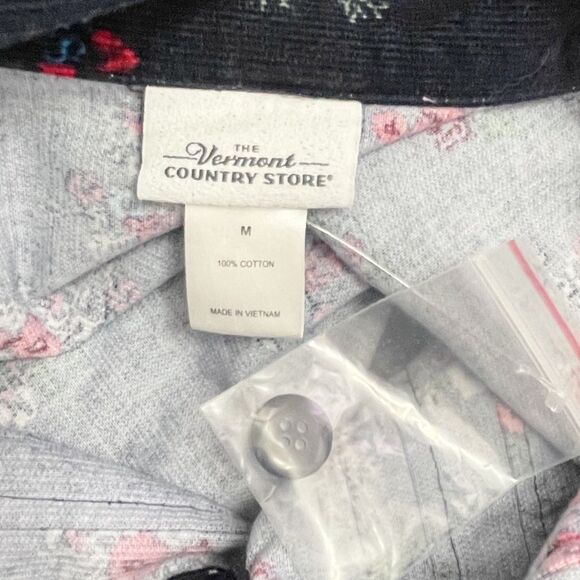 THE
Vermont
COUNTRY STORE®
M
100% COTTON
MADE IN VIETNAM